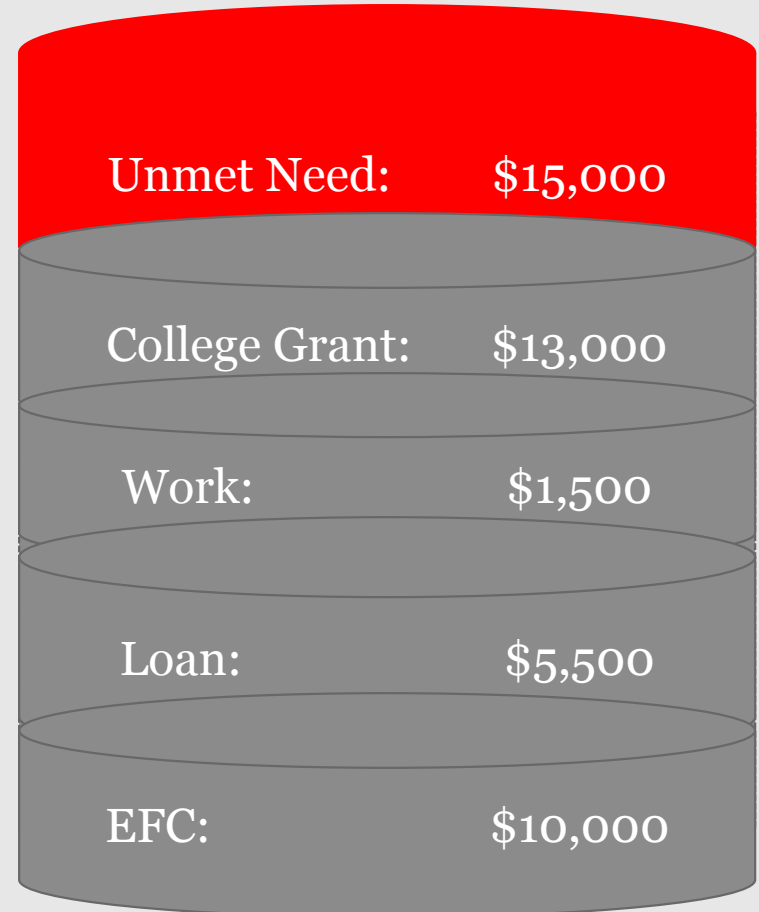 Unmet Need: $15,000
College Grant: $13,000
Work: $1,500
Loan: $5,500
EFC: $10,000